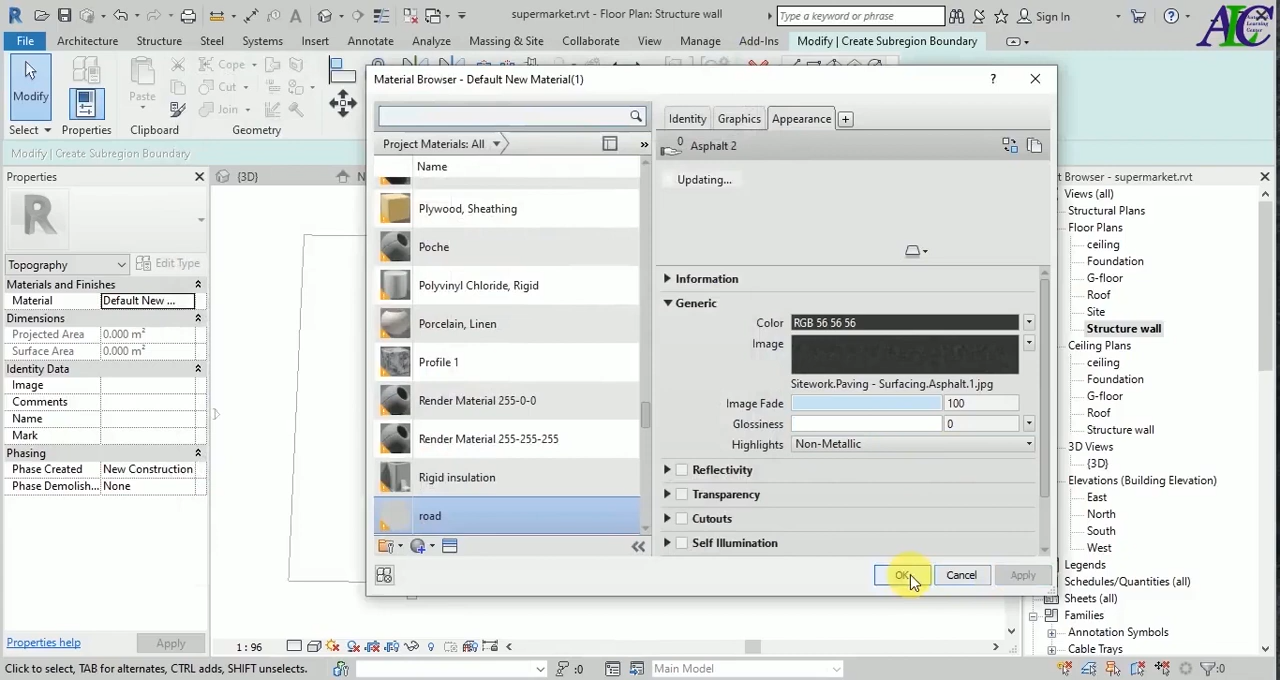 supermarket.rvt - Floor Plan: Structure wall
Type a keyword or phrase
Sign In
ALC
File
Architecture
Structure
Steel
Systems
Insert
Annotate
Analyze
Massing & Site
Collaborate
View
Manage
Add-Ins
Modify | Create Subregion Boundary
Modify
Paste
Cope
Cut
Join
Select
Properties
Clipboard
Geometry
Modify | Create Subregion Boundary
Properties
Topography
Edit Type
Materials and Finishes
Material
Default New ...
Dimensions
Projected Area
0.000 m²
Surface Area
0.000 m²
Identity Data
Image
Comments
Name
Mark
Phasing
Phase Created
New Construction
Phase Demolish...
None
Properties help
Apply
{3D}
Material Browser - Default New Material(1)
?
Project Materials: All
Name
Plywood, Sheathing
Poche
Polyvinyl Chloride, Rigid
Porcelain, Linen
Profile 1
Render Material 255-0-0
Render Material 255-255-255
Rigid insulation
road
Identity
Graphics
Appearance
0
Asphalt 2
Updating...
Information
Generic
Color
RGB 56 56 56
Image
Sitework.Paving - Surfacing.Asphalt.1.jpg
Image Fade
100
Glossiness
0
Highlights
Non-Metallic
Reflectivity
Transparency
Cutouts
Self Illumination
OK
Cancel
Apply
Browser - supermarket.rvt
Views (all)
Structural Plans
Floor Plans
ceiling
Foundation
G-floor
Roof
Site
Structure wall
Ceiling Plans
ceiling
Foundation
G-floor
Roof
Structure wall
3D Views
{3D}
Elevations (Building Elevation)
East
North
South
West
Legends
Schedules/Quantities (all)
Sheets (all)
Families
Annotation Symbols
Cable Trays
1 : 96
Click to select, TAB for alternates, CTRL adds, SHIFT unselects.
:0
Main Model
:0